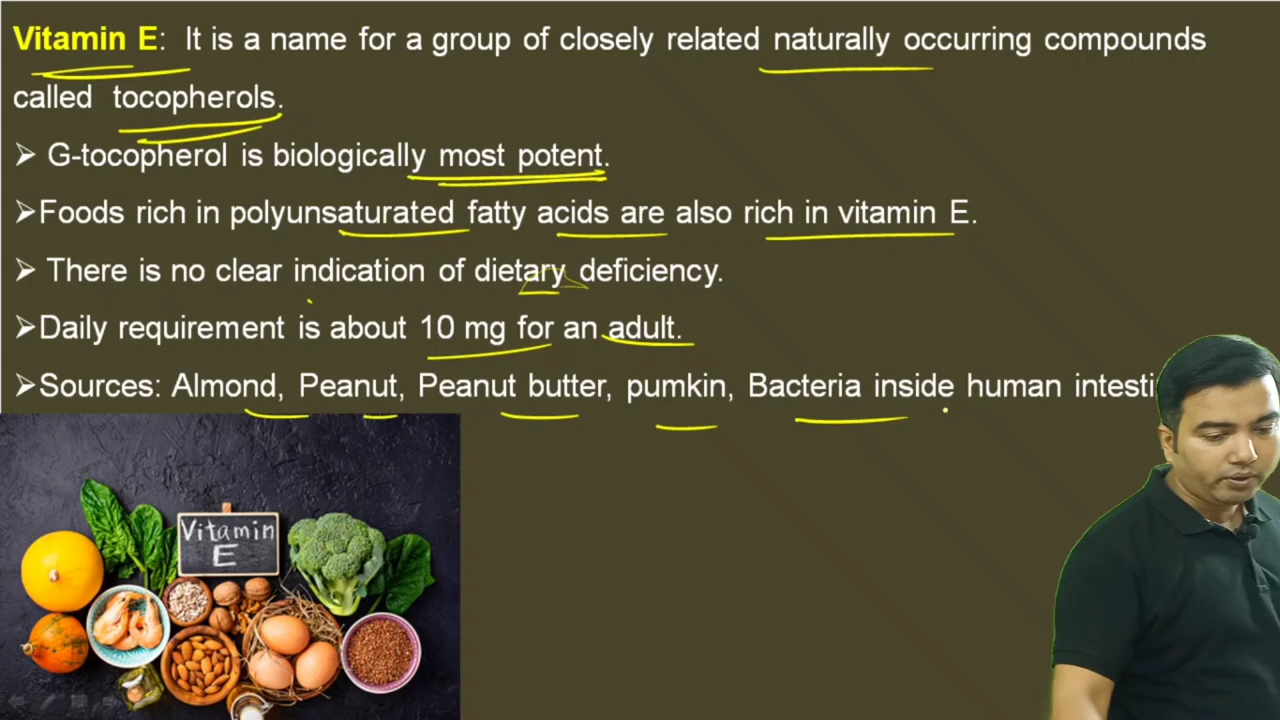 Vitamin E: It is a name for a group of closely related naturally occurring compounds
called tocopherols.
➢ G-tocopherol is biologically most potent.
➢Foods rich in polyunsaturated fatty acids are also rich in vitamin E.
➢ There is no clear indication of dietary deficiency.
➢Daily requirement is about 10 mg for an adult.
➢Sources: Almond, Peanut, Peanut butter, pumkin, Bacteria inside human
Vitamin
E